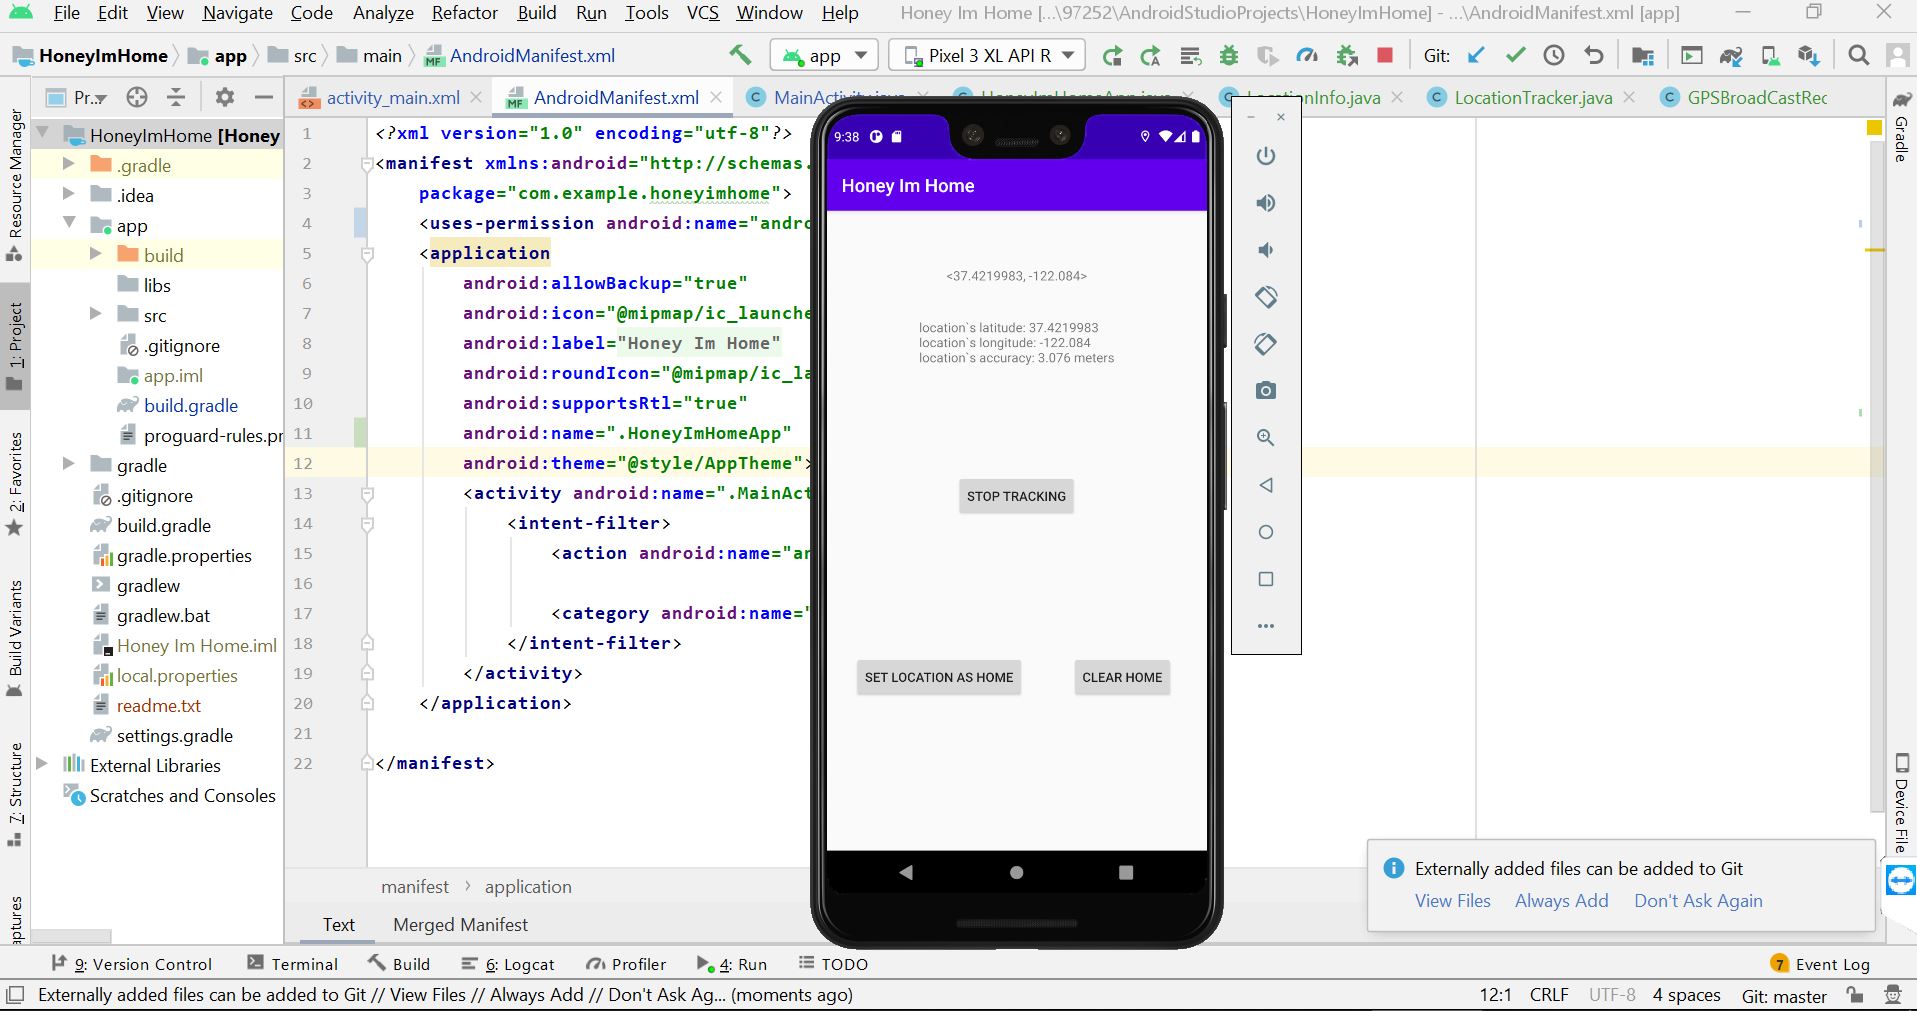 File Edit View Navigate Code Analyze Refactor Build Run Tools VCS Window Help Honey Im Home [...\97252\AndroidStudioProjects\HoneyImHome] - ...\AndroidManifest.xml [app]
HoneyImHome app src main AndroidManifest.xml app Pixel 3 XL API R Git:
Pr... activity_main.xml AndroidManifest.xml LocationTracker.java GPSBroadCastRec
Resource Manager
1: Project
2: Favorites
Build Variants
7: Structure
aptures
HoneyImHome [Honey
.gradle
.idea
app
build
libs
src
.gitignore
app.iml
build.gradle
proguard-rules.pr
gradle
.gitignore
build.gradle
gradle.properties
gradlew
gradlew.bat
Honey Im Home.iml
local.properties
readme.txt
settings.gradle
External Libraries
Scratches and Consoles
1 <?xml version="1.0" encoding="utf-8"?>
2 <manifest xmlns:android="http://schemas.
3 package="com.example.honeyimhome">
4 <uses-permission android:name="andro
5 <application
6 android:allowBackup="true"
7 android:icon="@mipmap/ic_launche
8 android:label="Honey Im Home"
9 android:roundIcon="@mipmap/ic_la
10 android:supportsRtl="true"
11 android:name=".HoneyImHomeApp"
12 android:theme="@style/AppTheme">
13 <activity android:name=".MainAct
14 <intent-filter>
15 <action android:name="an
16
17 <category android:name="
18 </intent-filter>
19 </activity>
20 </application>
21
22 </manifest>
manifest › application
Text Merged Manifest
9:38
Honey Im Home
<37.4219983, -122.084>
location`s latitude: 37.4219983
location`s longitude: -122.084
location`s accuracy: 3.076 meters
STOP TRACKING
SET LOCATION AS HOME CLEAR HOME
Gradle
Device File
Externally added files can be added to Git
View Files Always Add Don't Ask Again
9: Version Control Terminal Build 6: Logcat Profiler 4: Run TODO 7 Event Log
Externally added files can be added to Git // View Files // Always Add // Don't Ask Ag... (moments ago) 12:1 CRLF UTF-8 4 spaces Git: master